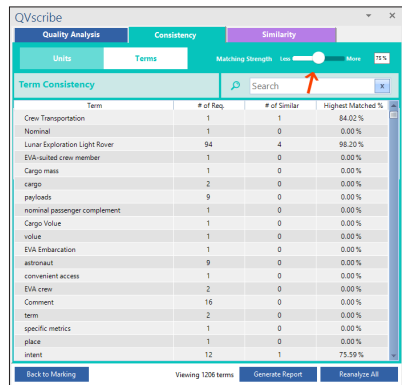 QVscribe
Quality Analysis Consistency Similarity
Units Terms Matching Strength Less More 75 %
Term Consistency Search x
Term # of Req. # of Similar Highest Matched %
Crew Transportation 1 1 84.02 %
Nominal 1 0 0.00 %
Lunar Exploration Light Rover 94 4 98.20 %
EVA-suited crew member 1 0 0.00 %
Cargo mass 1 0 0.00 %
cargo 2 0 0.00 %
payloads 9 0 0.00 %
nominal passenger complement 1 0 0.00 %
Cargo Volue 1 0 0.00 %
volue 1 0 0.00 %
EVA Embarcation 1 0 0.00 %
astronaut 9 0 0.00 %
convenient access 1 0 0.00 %
EVA crew 2 0 0.00 %
Comment 16 0 0.00 %
term 2 0 0.00 %
specific metrics 1 0 0.00 %
place 1 0 0.00 %
intent 12 1 75.59 %
Back to Marking Viewing 1206 terms Generate Report Reanalyze All